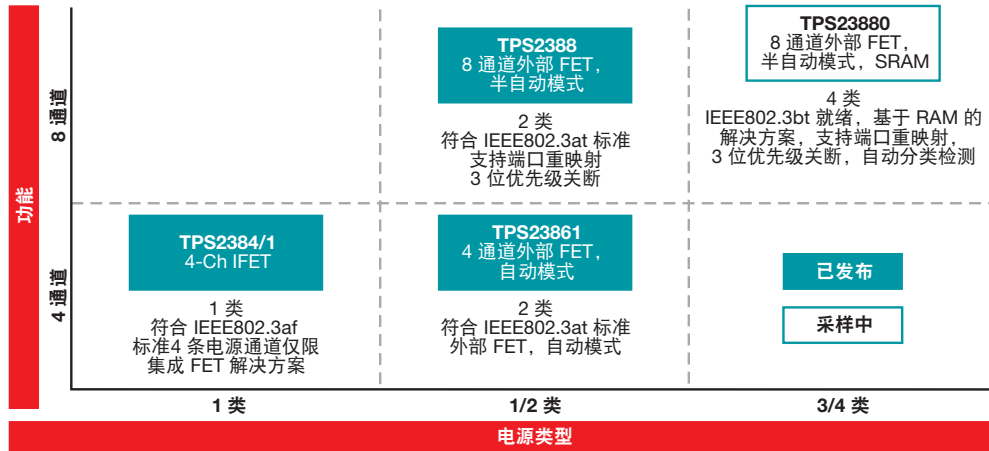 TPS2388
8 通道外部 FET,
半自动模式
2 类
符合 IEEE802.3at 标准
支持端口重映射
3 位优先级关断
TPS23880
8 通道外部 FET,
半自动模式, SRAM
4 类
IEEE802.3bt 就绪，基于 RAM 的
解决方案，支持端口重映射，
3 位优先级关断，自动分类检测
8 通道
功能
4 通道
TPS2384/1
4-Ch IFET
1 类
符合 IEEE802.3af
标准4 条电源通道仅限
集成 FET 解决方案
TPS23861
4 通道外部 FET,
自动模式
2 类
符合 IEEE802.3at 标准
外部 FET，自动模式
已发布
采样中
1 类
1/2 类
3/4 类
电源类型